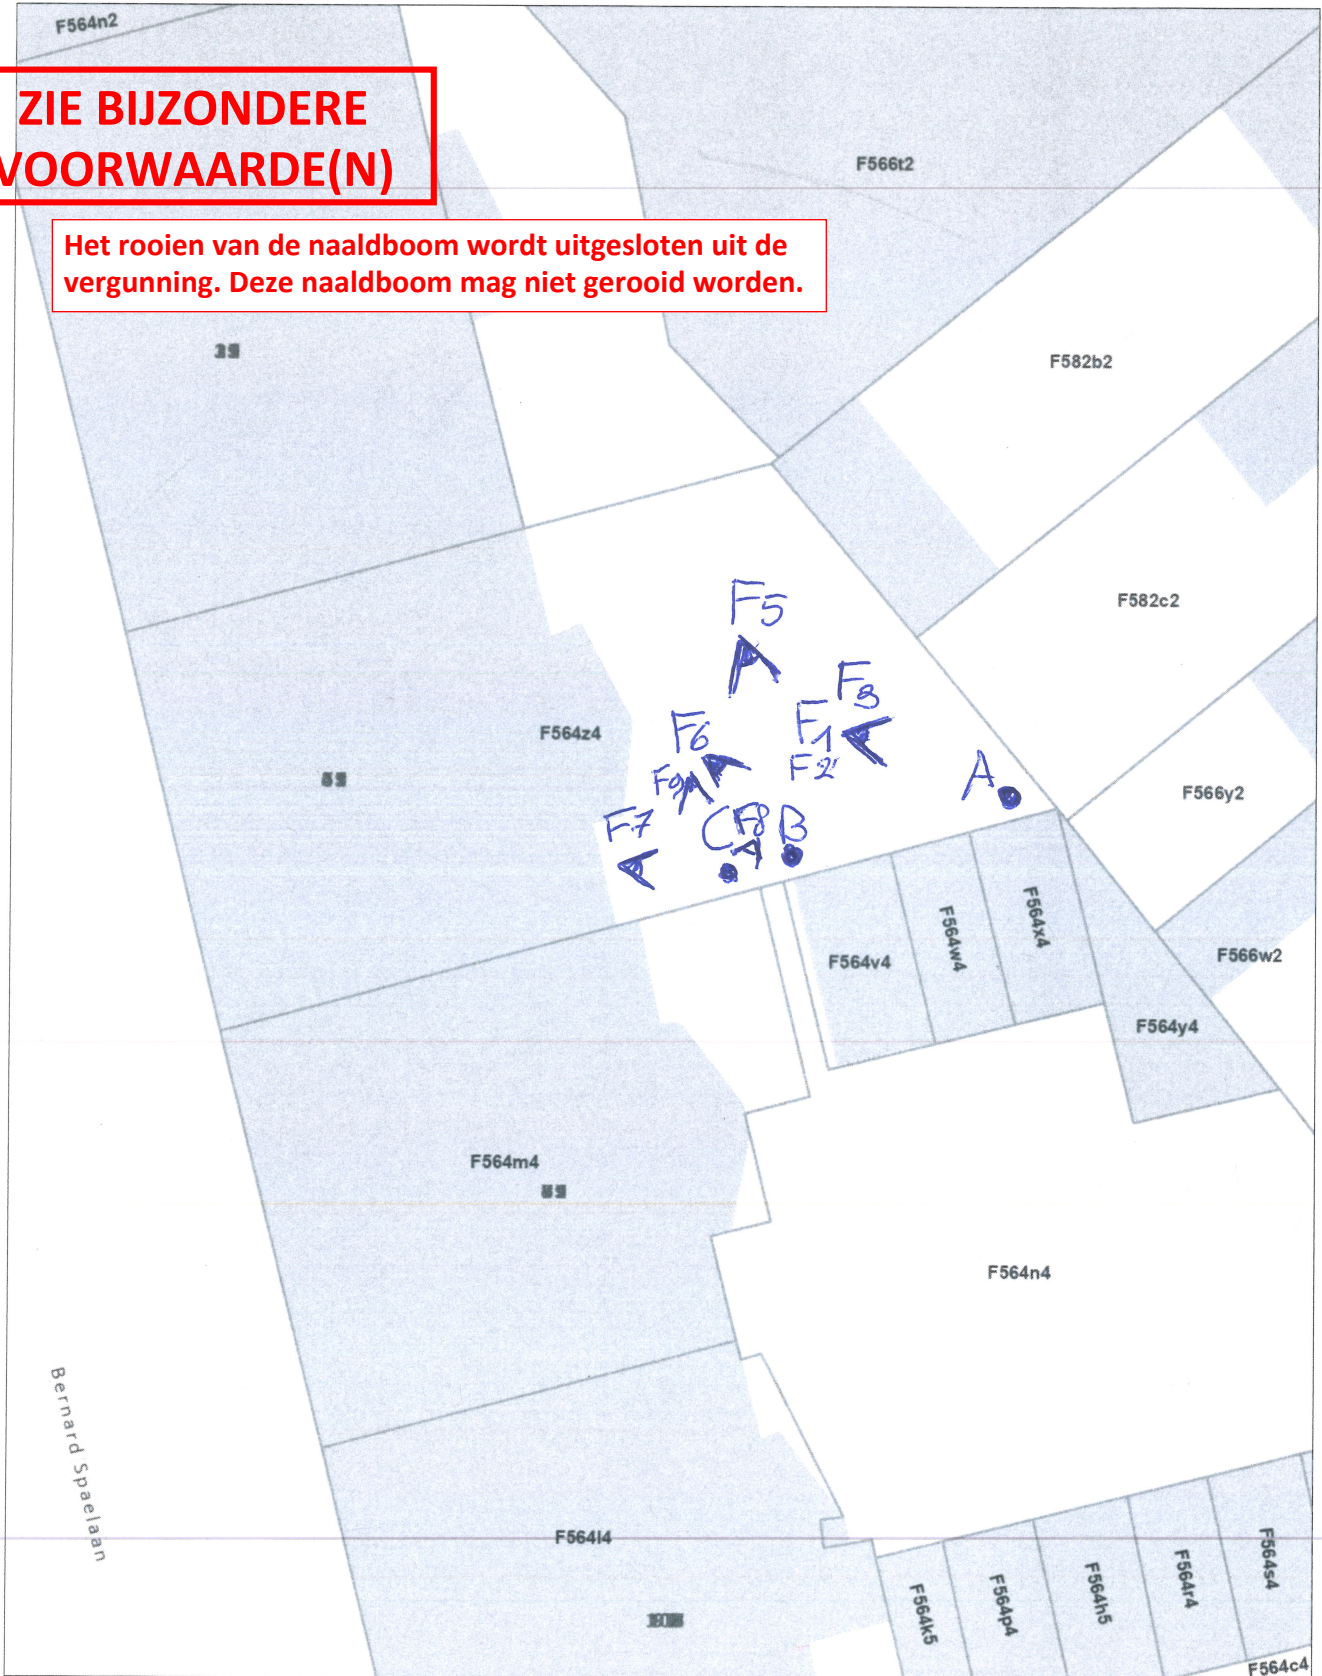 F564n2
ZIE BIJZONDERE
VOORWAARDE(N)
F566t2
Het rooien van de naaldboom wordt uitgesloten uit de
vergunning. Deze naaldboom mag niet gerooid worden.
F582b2
F582c2
F5
F3
F1
F2
F6
F9
F564z4
A
F566y2
F7
C
F8
B
F564v4
F564w4
F564x4
F566w2
F564y4
F564m4
F564n4
Bernard Spaelaan
F564l4
F564k5
F564p4
F564h5
F564r4
F564s4
F564c4